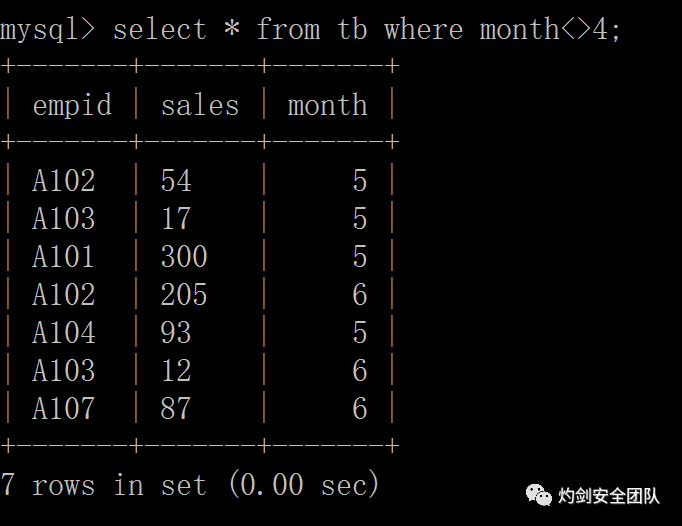 mysql> select * from tb where month<>4;
+-------+-------+-------+
| empid | sales | month |
+-------+-------+-------+
| A102  | 54    |     5 |
| A103  | 17    |     5 |
| A101  | 300   |     5 |
| A102  | 205   |     6 |
| A104  | 93    |     5 |
| A103  | 12    |     6 |
| A107  | 87    |     6 |
+-------+-------+-------+
7 rows in set (0.00 sec)
灼剑安全团队